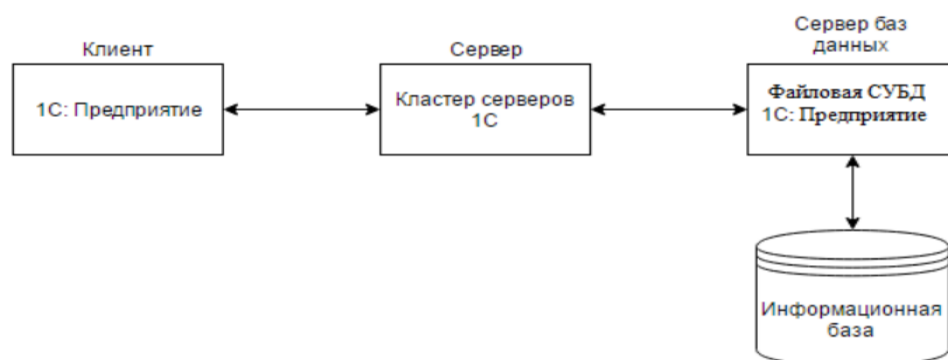 Клиент
1С: Предприятие
Сервер
Кластер серверов
1С
Сервер баз
данных
Файловая СУБД
1С: Предприятие
Информационная
база